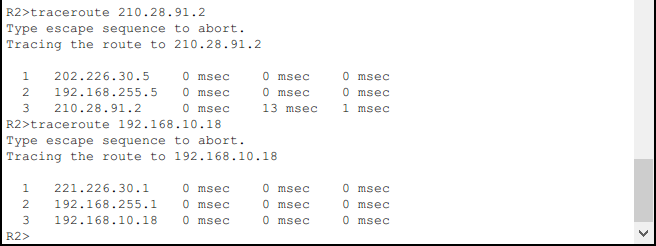 R2>traceroute 210.28.91.2
Type escape sequence to abort.
Tracing the route to 210.28.91.2
1 202.226.30.5 0 msec 0 msec 0 msec
2 192.168.255.5 0 msec 0 msec 0 msec
3 210.28.91.2 0 msec 13 msec 1 msec
R2>traceroute 192.168.10.18
Type escape sequence to abort.
Tracing the route to 192.168.10.18
1 221.226.30.1 0 msec 0 msec 0 msec
2 192.168.255.1 0 msec 0 msec 0 msec
3 192.168.10.18 0 msec 0 msec 0 msec
R2>